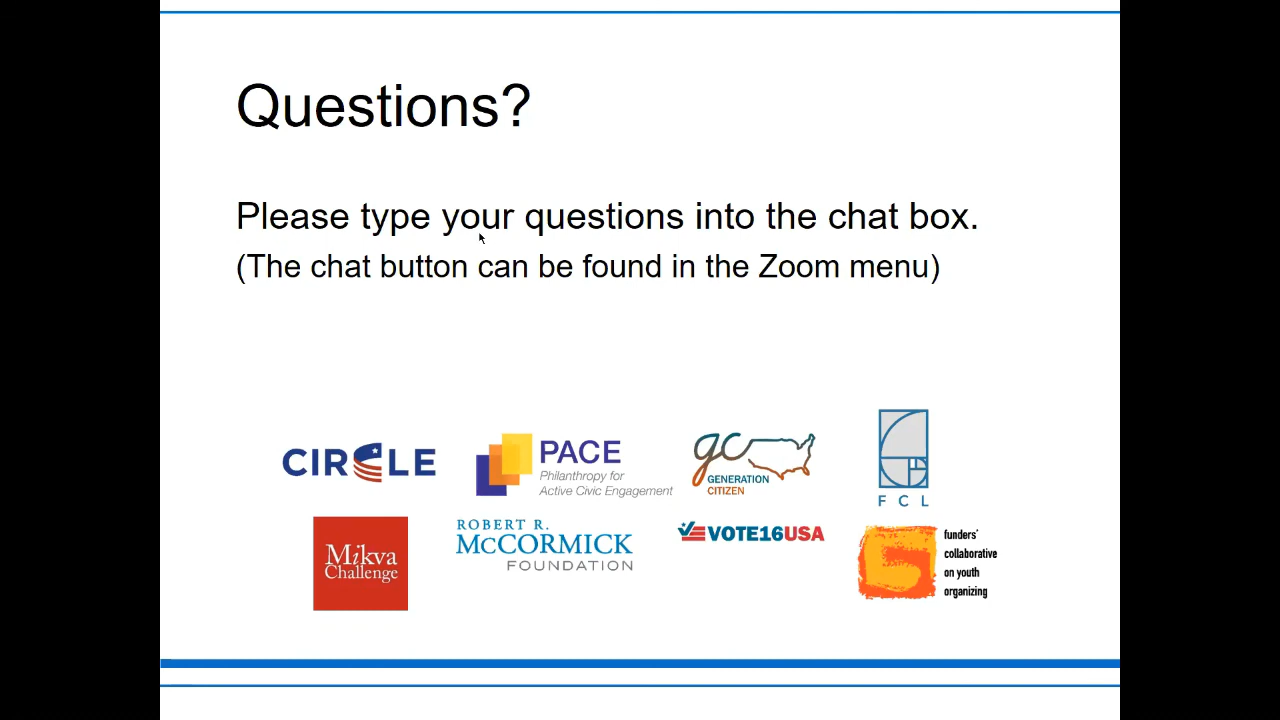 Questions?
Please type your questions into the chat box.
(The chat button can be found in the Zoom menu)
CIRCLE
PACE
Philanthropy for
Active Civic Engagement
gc
GENERATION
CITIZEN
FCL
Mikva
Challenge
ROBERT R.
McCORMICK
FOUNDATION
VOTE16USA
funders'
collaborative
on youth
organizing